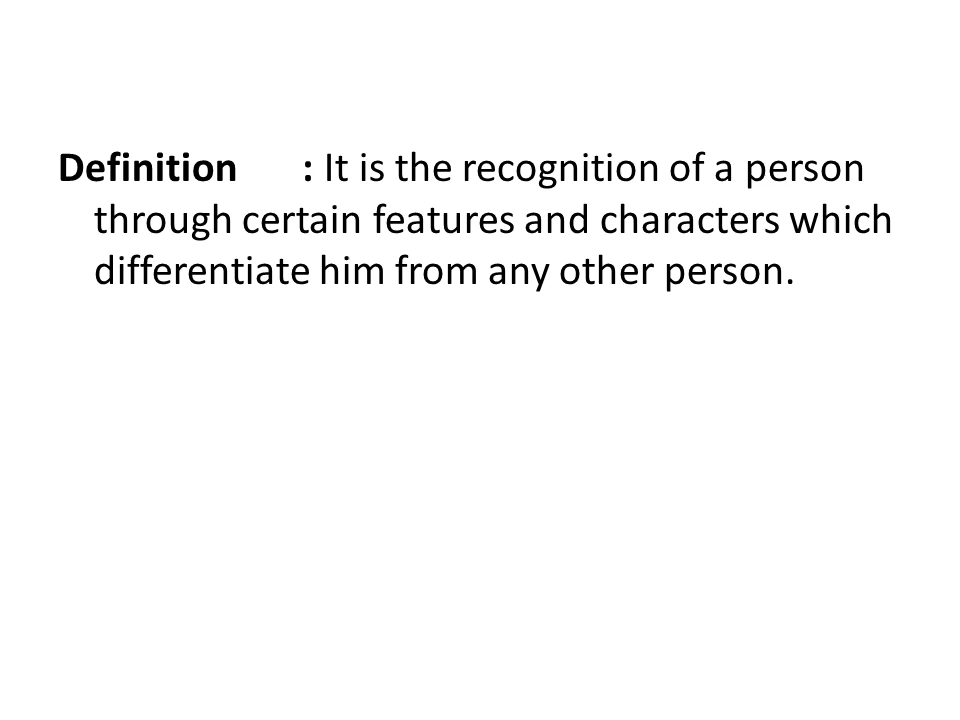 Definition : It is the recognition of a person
through certain features and characters which
differentiate him from any other person.